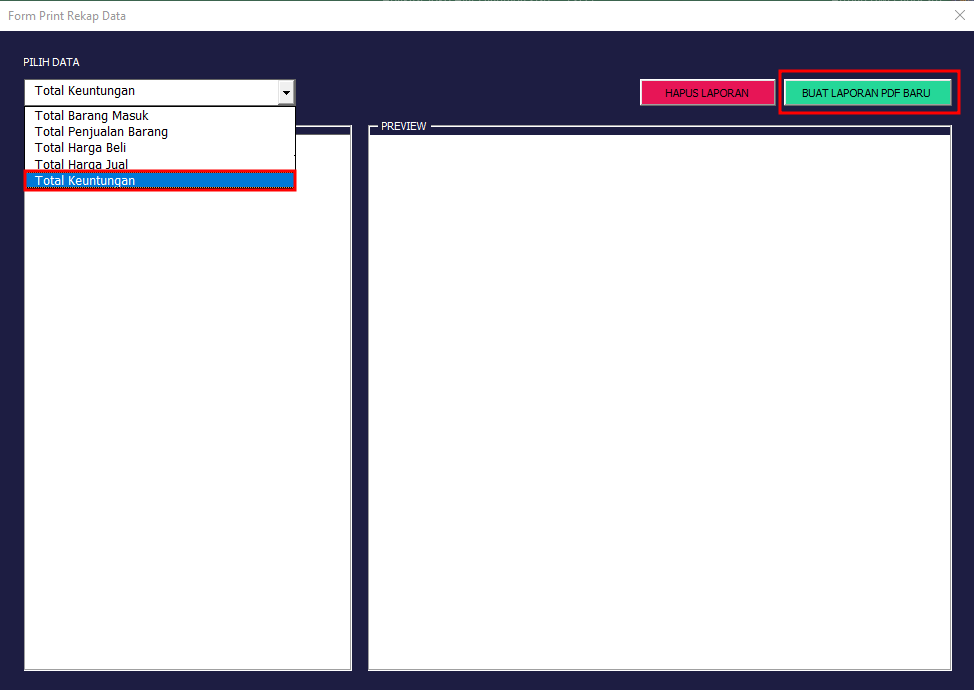 Form Print Rekap Data
PILIH DATA
Total Keuntungan
HAPUS LAPORAN
BUAT LAPORAN PDF BARU
Total Barang Masuk
Total Penjualan Barang
Total Harga Beli
Total Harga Jual
Total Keuntungan
PREVIEW